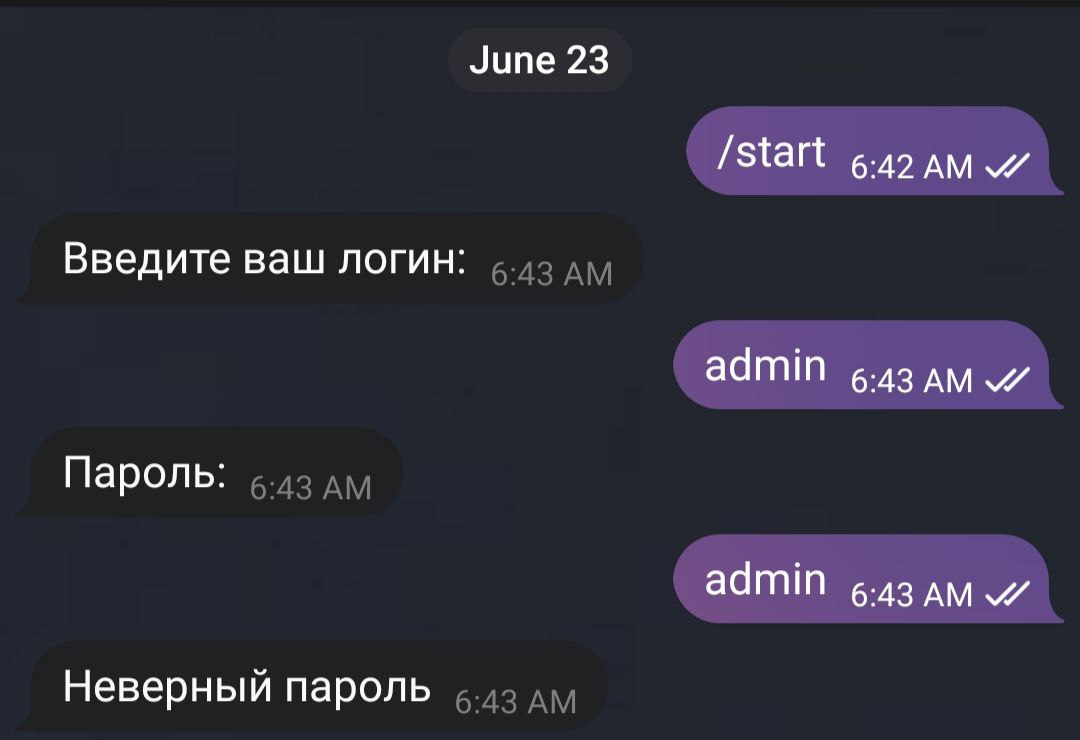 June 23
/start 6:42 AM
Введите ваш логин: 6:43 AM
admin 6:43 AM
Пароль: 6:43 AM
admin 6:43 AM
Неверный пароль 6:43 AM